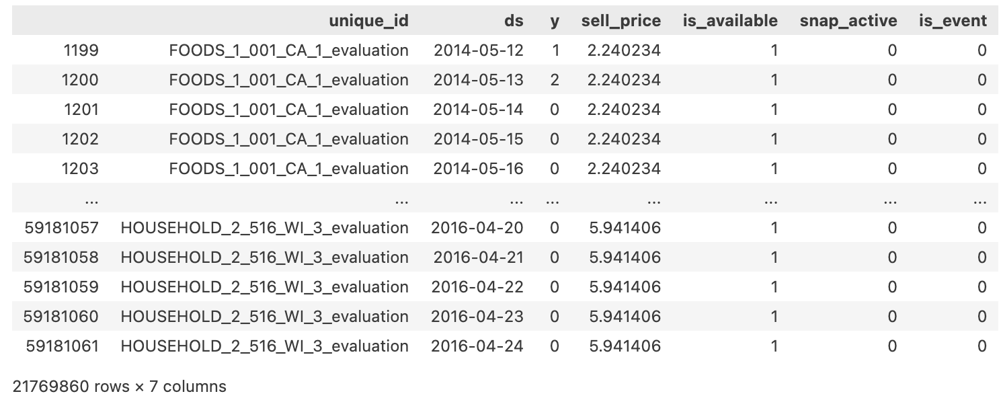 unique_id ds y sell_price is_available snap_active is_event
1199 FOODS_1_001_CA_1_evaluation 2014-05-12 1 2.240234 1 0 0
1200 FOODS_1_001_CA_1_evaluation 2014-05-13 2 2.240234 1 0 0
1201 FOODS_1_001_CA_1_evaluation 2014-05-14 0 2.240234 1 0 0
1202 FOODS_1_001_CA_1_evaluation 2014-05-15 0 2.240234 1 0 0
1203 FOODS_1_001_CA_1_evaluation 2014-05-16 0 2.240234 1 0 0
... ... ... ... ... ... ... ...
59181057 HOUSEHOLD_2_516_WI_3_evaluation 2016-04-20 0 5.941406 1 0 0
59181058 HOUSEHOLD_2_516_WI_3_evaluation 2016-04-21 0 5.941406 1 0 0
59181059 HOUSEHOLD_2_516_WI_3_evaluation 2016-04-22 0 5.941406 1 0 0
59181060 HOUSEHOLD_2_516_WI_3_evaluation 2016-04-23 0 5.941406 1 0 0
59181061 HOUSEHOLD_2_516_WI_3_evaluation 2016-04-24 0 5.941406 1 0 0
21769860 rows × 7 columns